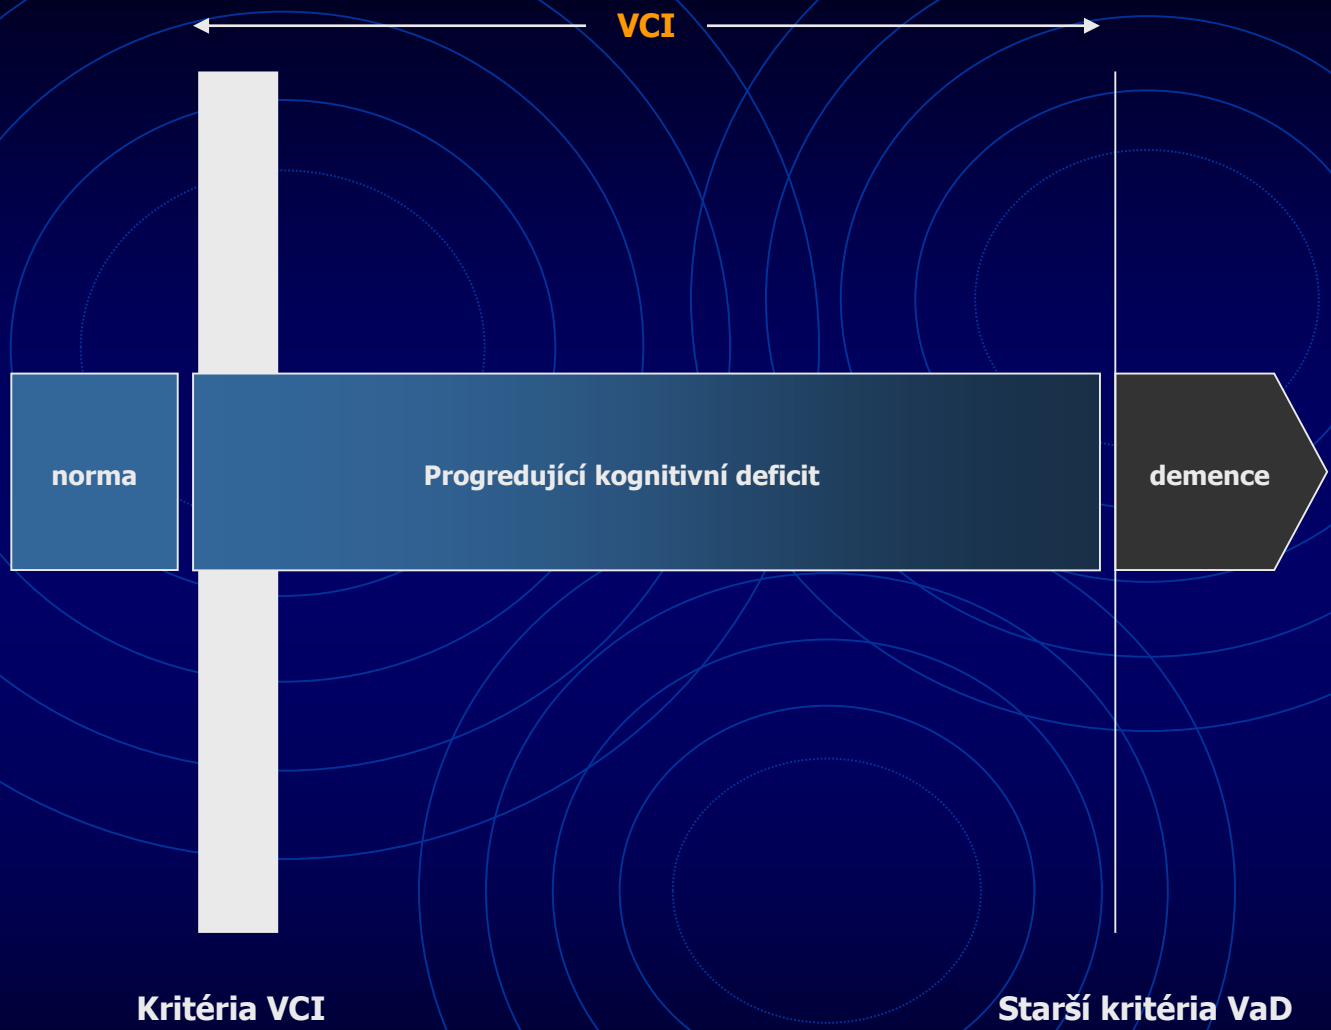 VCI
norma
Progredující kognitivní deficit
demence
Kritéria VCI
Starší kritéria VaD